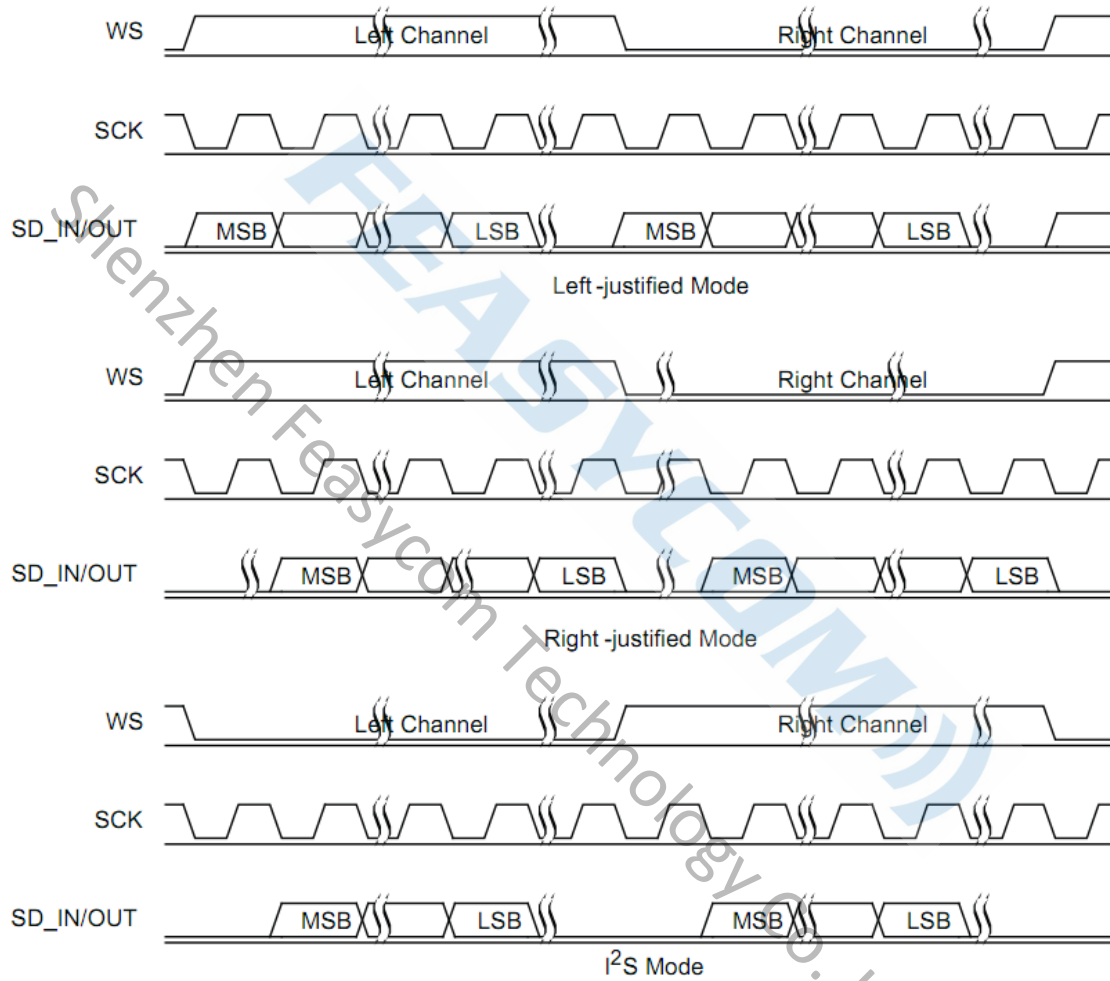 WS Left Channel Right Channel
SCK
SD_IN/OUT MSB LSB MSB LSB
Left-justified Mode
WS Left Channel Right Channel
SCK
SD_IN/OUT MSB LSB MSB LSB
Right-justified Mode
WS Left Channel Right Channel
SCK
SD_IN/OUT MSB LSB MSB LSB
I²S Mode
FEASYCOM
Shenzhen Feasycom Technology Co.